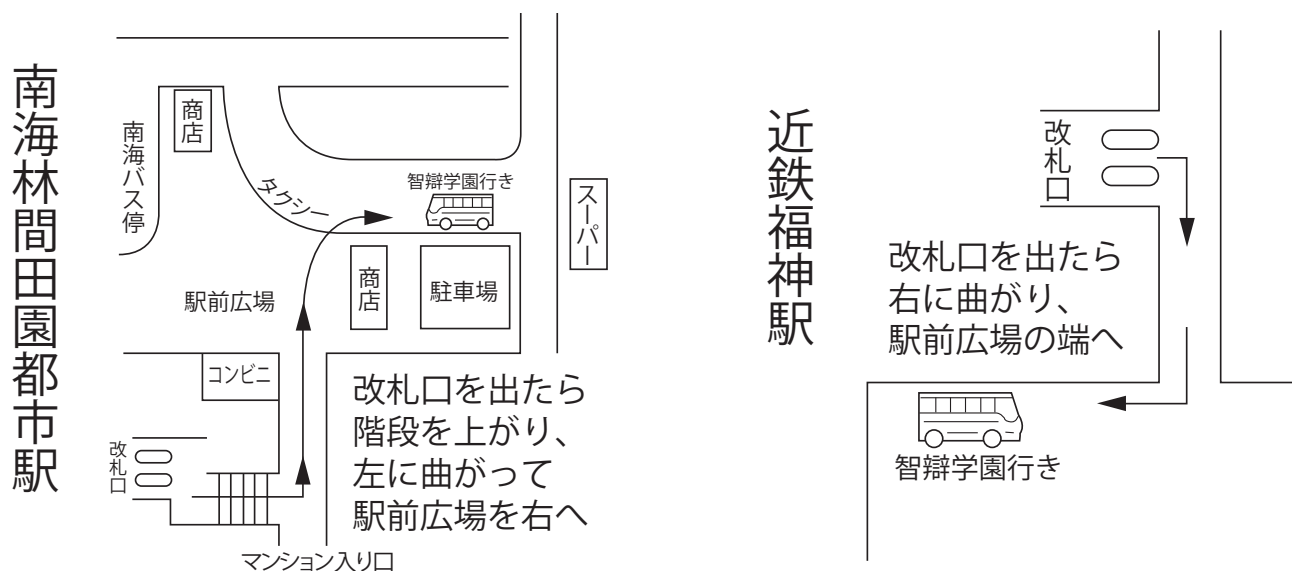 南海林間田園都市駅
商店
南海バス停
タクシー
智辯学園行き
スーパー
駅前広場
商店
駐車場
コンビニ
改札口
改札口を出たら
階段を上がり、
左に曲がって
駅前広場を右へ
マンション入り口
近鉄福神駅
改札口
改札口を出たら
右に曲がり、
駅前広場の端へ
智辯学園行き